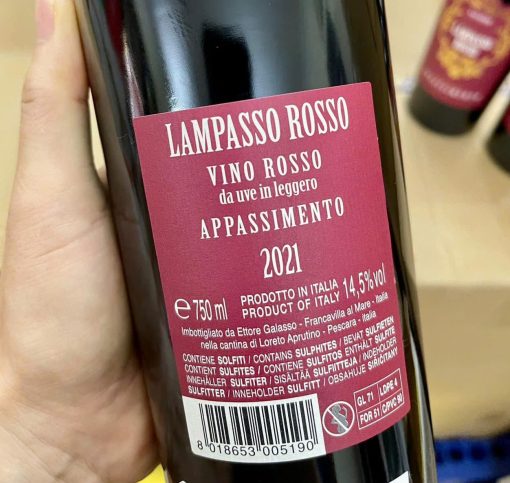 LAMPASSO ROSSO
VINO ROSSO
da uve in leggero
APPASSIMENTO
2021
℮ 750 ml PRODOTTO IN ITALIA 14,5%vol
PRODUCT OF ITALY
Imbottigliato da Ettore Galasso - Francavilla al Mare - Italia
nella cantina di Loreto Aprutino - Pescara - Italia
CONTIENE SOLFITI / CONTAINS SULPHITES / BEVAT SULFIETEN
CONTIENT SULFITES / CONTIENE SULFITOS ENTHÄLT SULFITE
INNEHÅLLER SULFITER / SISÄLTÄÄ SULFIITTEJA / INDEHOLDER
SULFITTER / INNEHOLDER SULFITT / OBSAHUJE SIŘIČITANY
GL 71 LDPE 4
FOR 51 C/PVC 90
8 018653 005190